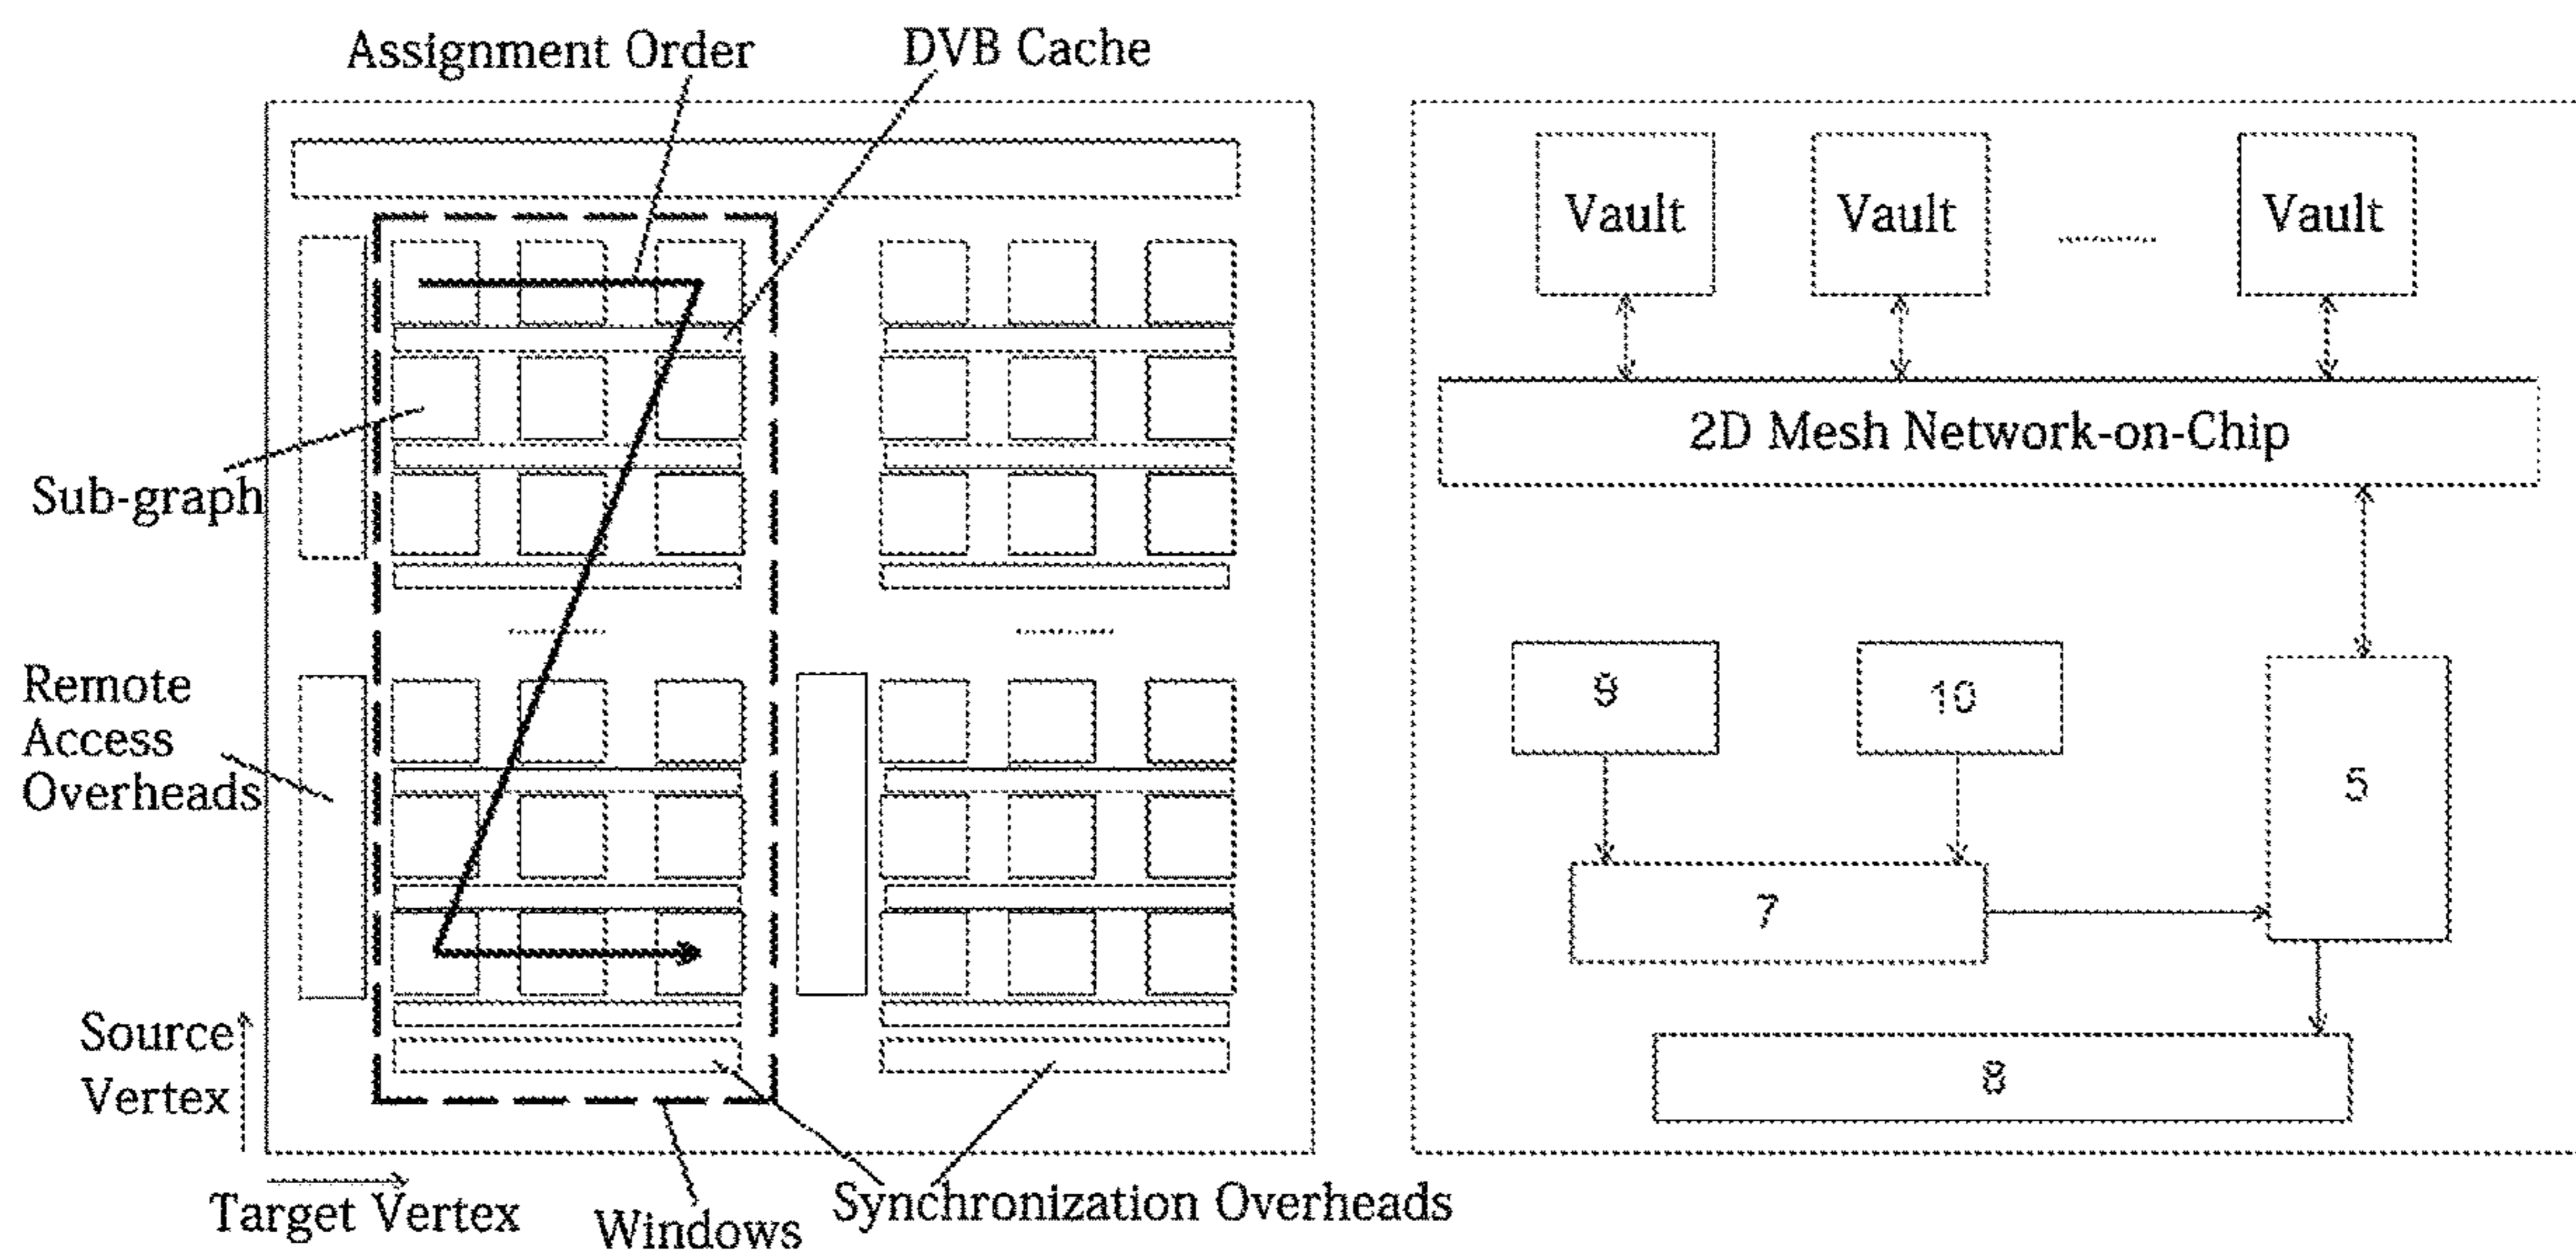 Assignment Order
DVB Cache
Sub-graph
Remote
Access
Overheads
Source
Vertex
Target Vertex
Windows
Synchronization Overheads
Vault
Vault
Vault
2D Mesh Network-on-Chip
9
10
5
7
8